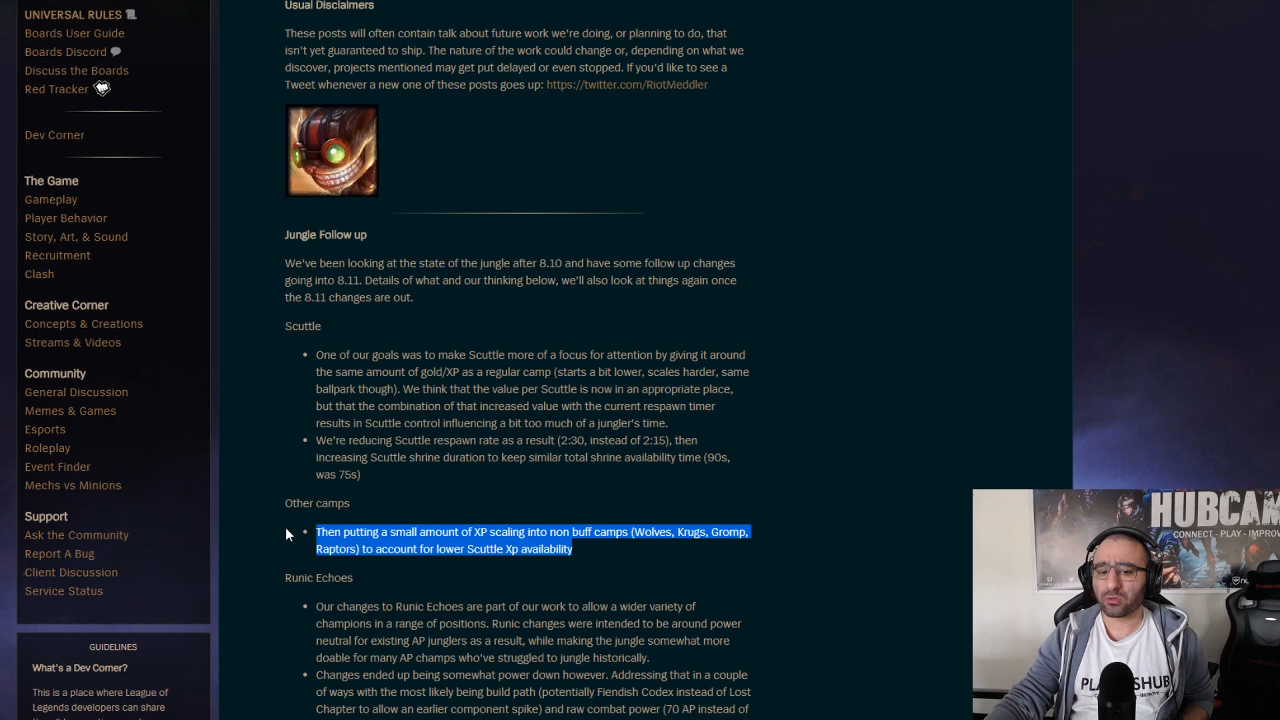 UNIVERSAL RULES
Boards User Guide
Boards Discord
Discuss the Boards
Red Tracker
Dev Corner
The Game
Gameplay
Player Behavior
Story, Art, & Sound
Recruitment
Clash
Creative Corner
Concepts & Creations
Streams & Videos
Community
General Discussion
Memes & Games
Esports
Roleplay
Event Finder
Mechs vs Minions
Support
Ask the Community
Report A Bug
Client Discussion
Service Status
GUIDELINES
What's a Dev Corner?
This is a place where League of
Legends developers can share
Usual Disclaimers
These posts will often contain talk about future work we're doing, or planning to do, that
isn't yet guaranteed to ship. The nature of the work could change or, depending on what we
discover, projects mentioned may get put delayed or even stopped. If you'd like to see a
Tweet whenever a new one of these posts goes up: https://twitter.com/RiotMeddler
Jungle Follow up
We've been looking at the state of the jungle after 8.10 and have some follow up changes
going into 8.11. Details of what and our thinking below, we'll also look at things again once
the 8.11 changes are out.
Scuttle
• One of our goals was to make Scuttle more of a focus for attention by giving it around
the same amount of gold/XP as a regular camp (starts a bit lower, scales harder, same
ballpark though). We think that the value per Scuttle is now in an appropriate place,
but that the combination of that increased value with the current respawn timer
results in Scuttle control influencing a bit too much of a jungler's time.
• We're reducing Scuttle respawn rate as a result (2:30, instead of 2:15), then
increasing Scuttle shrine duration to keep similar total shrine availability time (90s,
was 75s)
Other camps
• Then putting a small amount of XP scaling into non buff camps (Wolves, Krugs, Gromp,
Raptors) to account for lower Scuttle Xp availability
Runic Echoes
• Our changes to Runic Echoes are part of our work to allow a wider variety of
champions in a range of positions. Runic changes were intended to be around power
neutral for existing AP junglers as a result, while making the jungle somewhat more
doable for many AP champs who've struggled to jungle historically.
• Changes ended up being somewhat power down however. Addressing that in a couple
of ways with the most likely being build path (potentially Fiendish Codex instead of Lost
Chapter to allow an earlier component spike) and raw combat power (70 AP instead of
HUBCAM
CONNECT - PLAY - IMPROV